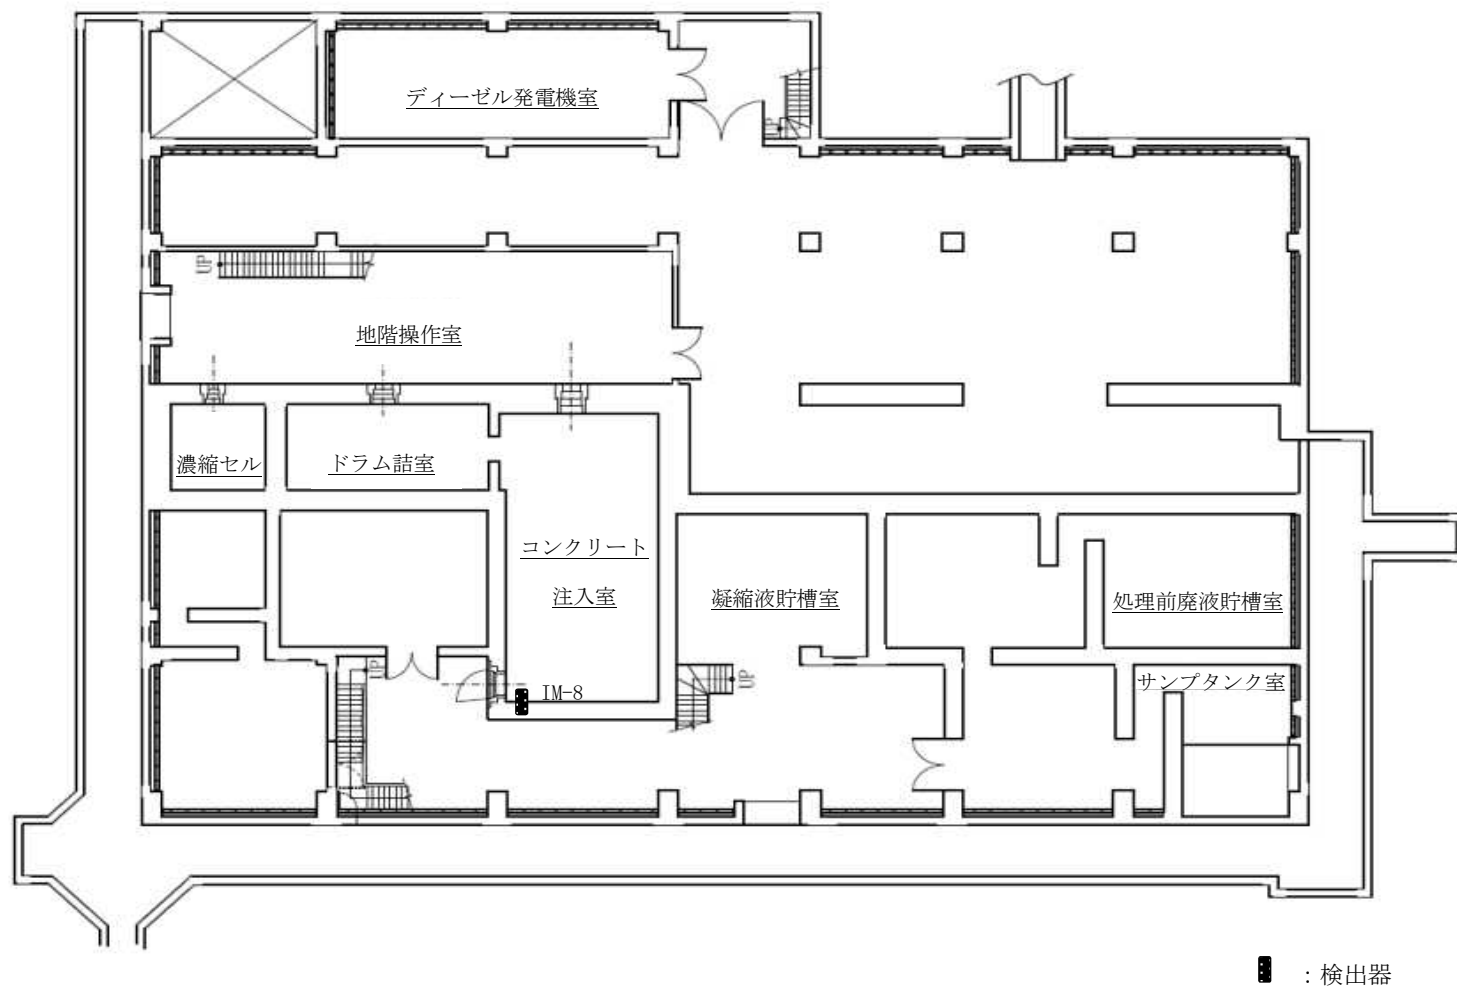 ディーゼル発電機室
UP
UP
地階操作室
濃縮セル
ドラム詰室
コンクリート
注入室
凝縮液貯槽室
処理前廃液貯槽室
UP
UP
サンプタンク室
IM-8
：検出器